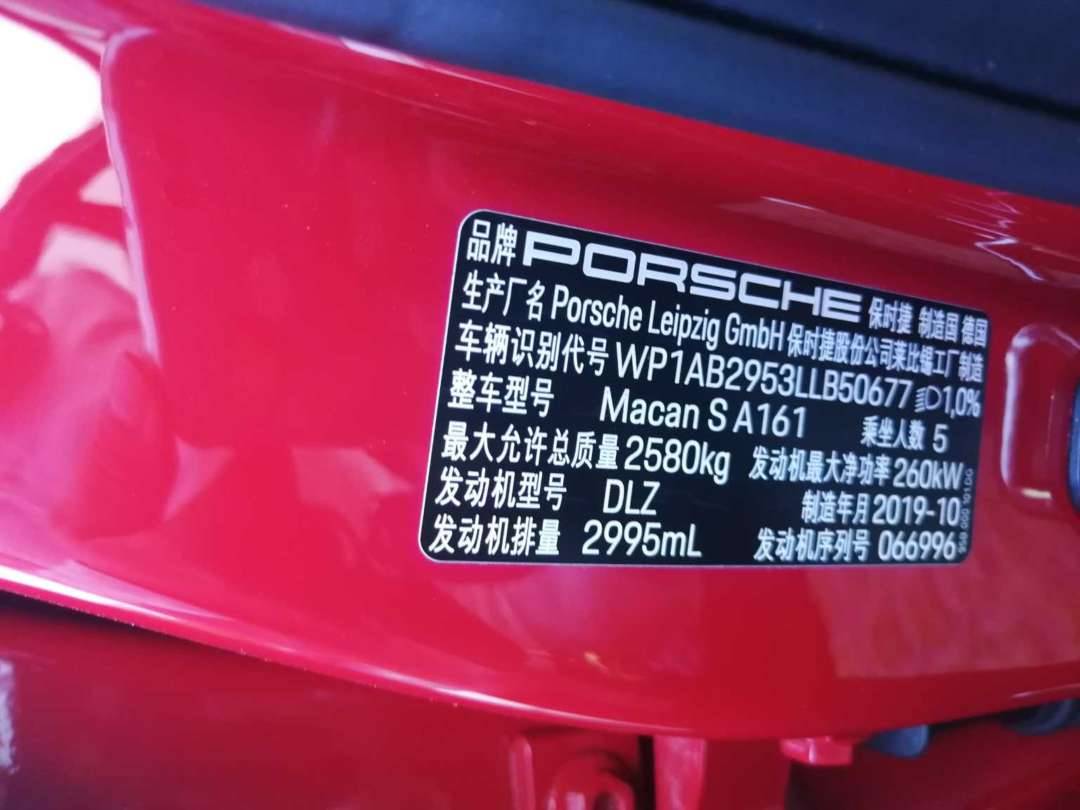 品牌 PORSCHE 保时捷 制造国 德国
生产厂名 Porsche Leipzig GmbH 保时捷股份公司莱比锡工厂制造
车辆识别代号 WP1AB2953LLB50677 1,0%
整车型号 Macan S A161 乘坐人数 5
最大允许总质量 2580kg 发动机最大净功率 260kW
发动机型号 DLZ 制造年月 2019-10
发动机排量 2995mL 发动机序列号 066996